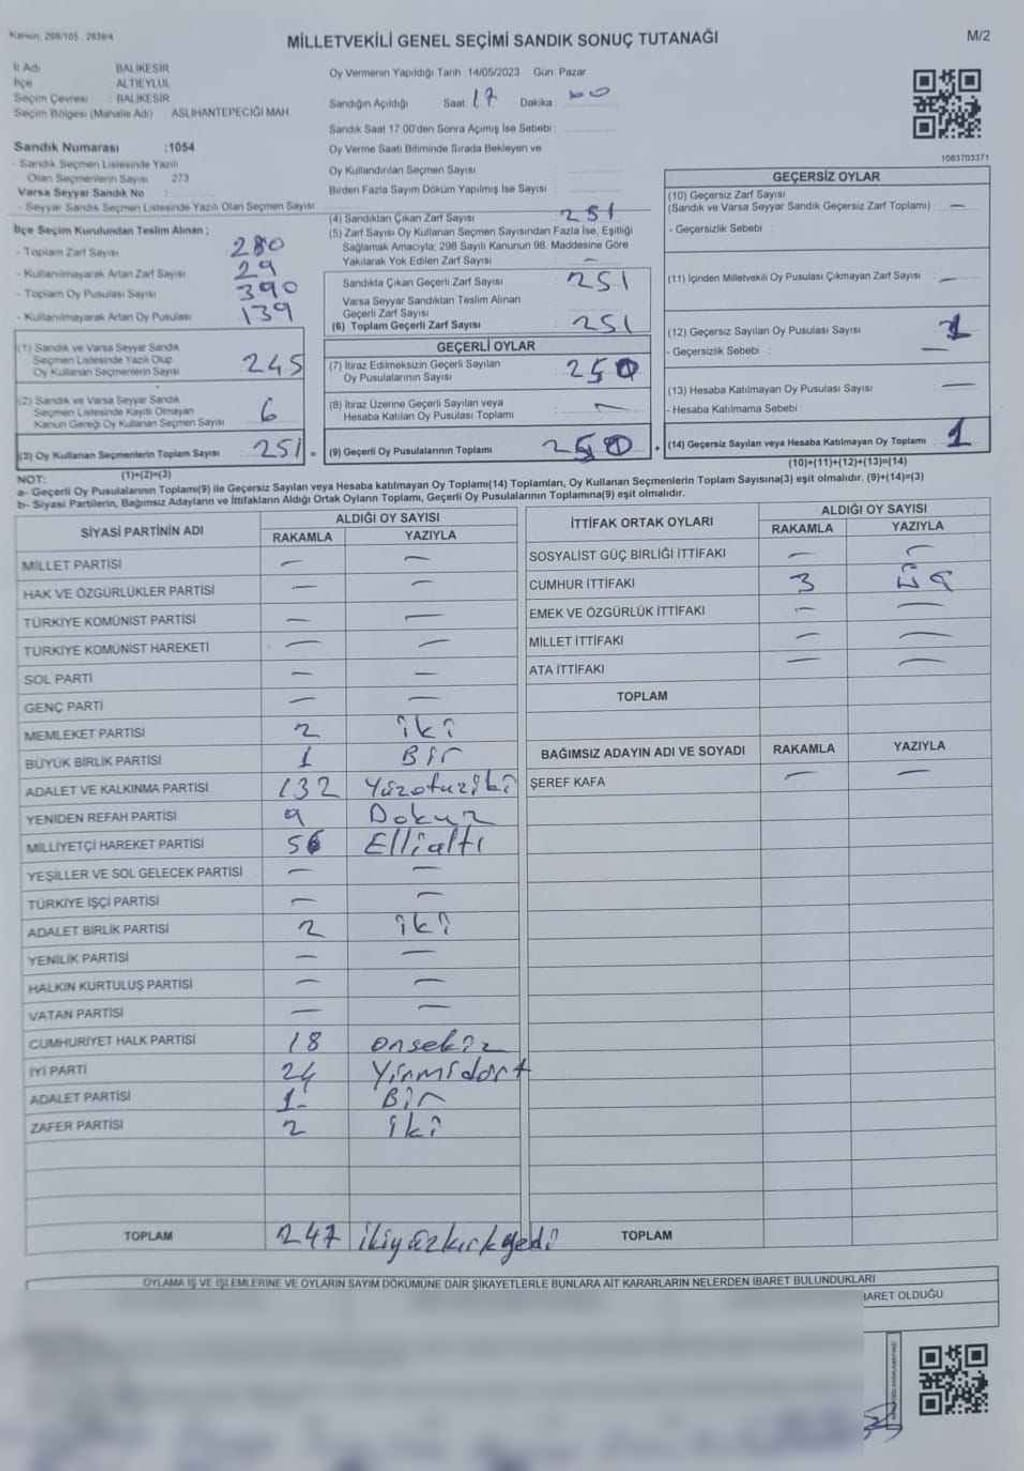 Kanun: 298/105 , 2839/4
MİLLETVEKİLİ GENEL SEÇİMİ SANDIK SONUÇ TUTANAĞI
M/2
İl Adı BALIKESİR
İlçe ALTIEYLÜL
Seçim Çevresi : BALIKESİR
Seçim Bölgesi (Mahalle Adı) ASLIHANTEPECİĞİ MAH.
Sandık Numarası :1054
- Sandık Seçmen Listesinde Yazılı
Olan Seçmenlerin Sayısı 273
Varsa Seyyar Sandık No
- Seyyar Sandık Seçmen Listesinde Yazılı Olan Seçmen Sayısı
İlçe Seçim Kurulundan Teslim Alınan ;
- Toplam Zarf Sayısı 280
- Kullanılmayarak Artan Zarf Sayısı 29
- Toplam Oy Pusulası Sayısı 390
- Kullanılmayarak Artan Oy Pusulası 139
(1) Sandık ve Varsa Seyyar Sandık
Seçmen Listesinde Yazılı Olup
Oy Kullanan Seçmenlerin Sayısı 245
(2) Sandık ve Varsa Seyyar Sandık
Seçmen Listesinde Kayıtlı Olmayan
Kanun Gereği Oy Kullanan Seçmen Sayısı 6
(3) Oy Kullanan Seçmenlerin Toplam Sayısı 251 =
(1)+(2)=(3)
Oy Vermenin Yapıldığı Tarih 14/05/2023 Gün: Pazar
Sandığın Açıldığı Saat: 17 Dakika: 00
Sandık Saat 17:00'den Sonra Açımış İse Sebebi :
Oy Verme Saati Bitiminde Sırada Bekleyen ve
Oy Kullandırılan Seçmen Sayısı
Birden Fazla Sayım Döküm Yapılmış İse Sayısı
(4) Sandıktan Çıkan Zarf Sayısı 251
(5) Zarf Sayısı Oy Kullanan Seçmen Sayısından Fazla İse, Eşitliği
Sağlamak Amacıyla; 298 Sayılı Kanunun 98. Maddesine Göre
Yakılarak Yok Edilen Zarf Sayısı —
Sandıkta Çıkan Geçerli Zarf Sayısı 251
Varsa Seyyar Sandıktan Teslim Alınan
Geçerli Zarf Sayısı
(6) Toplam Geçerli Zarf Sayısı 251
GEÇERLİ OYLAR
(7) İtiraz Edilmeksizin Geçerli Sayılan
Oy Pusulalarının Sayısı 250
(8) İtiraz Üzerine Geçerli Sayılan veya
Hesaba Katılan Oy Pusulası Toplamı —
(9) Geçerli Oy Pusulalarının Toplamı 250
1083703371
GEÇERSİZ OYLAR
(10) Geçersiz Zarf Sayısı
(Sandık ve Varsa Seyyar Sandık Geçersiz Zarf Toplamı) —
- Geçersizlik Sebebi :
(11) İçinden Milletvekili Oy Pusulası Çıkmayan Zarf Sayısı —
(12) Geçersiz Sayılan Oy Pusulası Sayısı 1
- Geçersizlik Sebebi : —
(13) Hesaba Katılmayan Oy Pusulası Sayısı —
- Hesaba Katılmama Sebebi
(14) Geçersiz Sayılan veya Hesaba Katılmayan Oy Toplamı 1
(10)+(11)+(12)+(13)=(14)
NOT:
a- Geçerli Oy Pusulalarının Toplamı(9) ile Geçersiz Sayılan veya Hesaba katılmayan Oy Toplamı(14) Toplamları, Oy Kullanan Seçmenlerin Toplam Sayısına(3) eşit olmalıdır. (9)+(14)=(3)
b- Siyasi Partilerin, Bağımsız Adayların ve İttifakların Aldığı Ortak Oyların Toplamı, Geçerli Oy Pusulalarının Toplamına(9) eşit olmalıdır.
SİYASİ PARTİNİN ADI ALDIĞI OY SAYISI
RAKAMLA YAZIYLA
MİLLET PARTİSİ — —
HAK VE ÖZGÜRLÜKLER PARTİSİ — —
TÜRKİYE KOMÜNİST PARTİSİ — —
TÜRKİYE KOMÜNİST HAREKETİ — —
SOL PARTİ — —
GENÇ PARTİ — —
MEMLEKET PARTİSİ 2 iki
BÜYÜK BİRLİK PARTİSİ 1 Bir
ADALET VE KALKINMA PARTİSİ 132 Yüzotuziki
YENİDEN REFAH PARTİSİ 9 Dokuz
MİLLİYETÇİ HAREKET PARTİSİ 56 Ellialtı
YEŞİLLER VE SOL GELECEK PARTİSİ — —
TÜRKİYE İŞÇİ PARTİSİ — —
ADALET BİRLİK PARTİSİ 2 iki
YENİLİK PARTİSİ — —
HALKIN KURTULUŞ PARTİSİ — —
VATAN PARTİSİ — —
CUMHURİYET HALK PARTİSİ 18 onsekiz
İYİ PARTİ 24 Yirmidört
ADALET PARTİSİ 1 Bir
ZAFER PARTİSİ 2 iki
TOPLAM 247 ikiyüzkırkyedi
İTTİFAK ORTAK OYLARI ALDIĞI OY SAYISI
RAKAMLA YAZIYLA
SOSYALİST GÜÇ BİRLİĞİ İTTİFAKI — —
CUMHUR İTTİFAKI 3 üç
EMEK VE ÖZGÜRLÜK İTTİFAKI — —
MİLLET İTTİFAKI — —
ATA İTTİFAKI — —
TOPLAM
BAĞIMSIZ ADAYIN ADI VE SOYADI RAKAMLA YAZIYLA
ŞEREF KAFA — —
TOPLAM
OYLAMA İŞ VE İŞLEMLERİNE VE OYLARIN SAYIM DÖKÜMÜNE DAİR ŞİKAYETLERLE BUNLARA AİT KARARLARIN NELERDEN İBARET BULUNDUKLARI
BARET OLDUĞU